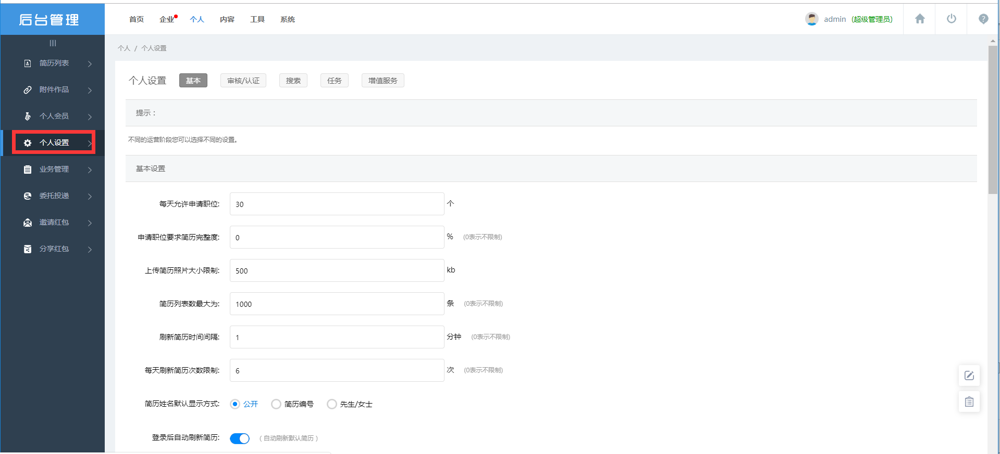 后台管理
首页 企业 个人 内容 工具 系统
admin (超级管理员)
简历列表
附件作品
个人会员
个人设置
业务管理
委托投递
邀请红包
分享红包
个人 / 个人设置
个人设置 基本 审核/认证 搜索 任务 增值服务
提示：
不同的运营阶段您可以选择不同的设置。
基本设置
每天允许申请职位: 30 个
申请职位要求简历完整度: 0 % (0表示不限制)
上传简历照片大小限制: 500 kb
简历列表数最大为: 1000 条 (0表示不限制)
刷新简历时间间隔: 1 分钟 (0表示不限制)
每天刷新简历次数限制: 6 次 (0表示不限制)
简历姓名默认显示方式: 公开 简历编号 先生/女士
登录后自动刷新简历: （自动刷新默认简历）